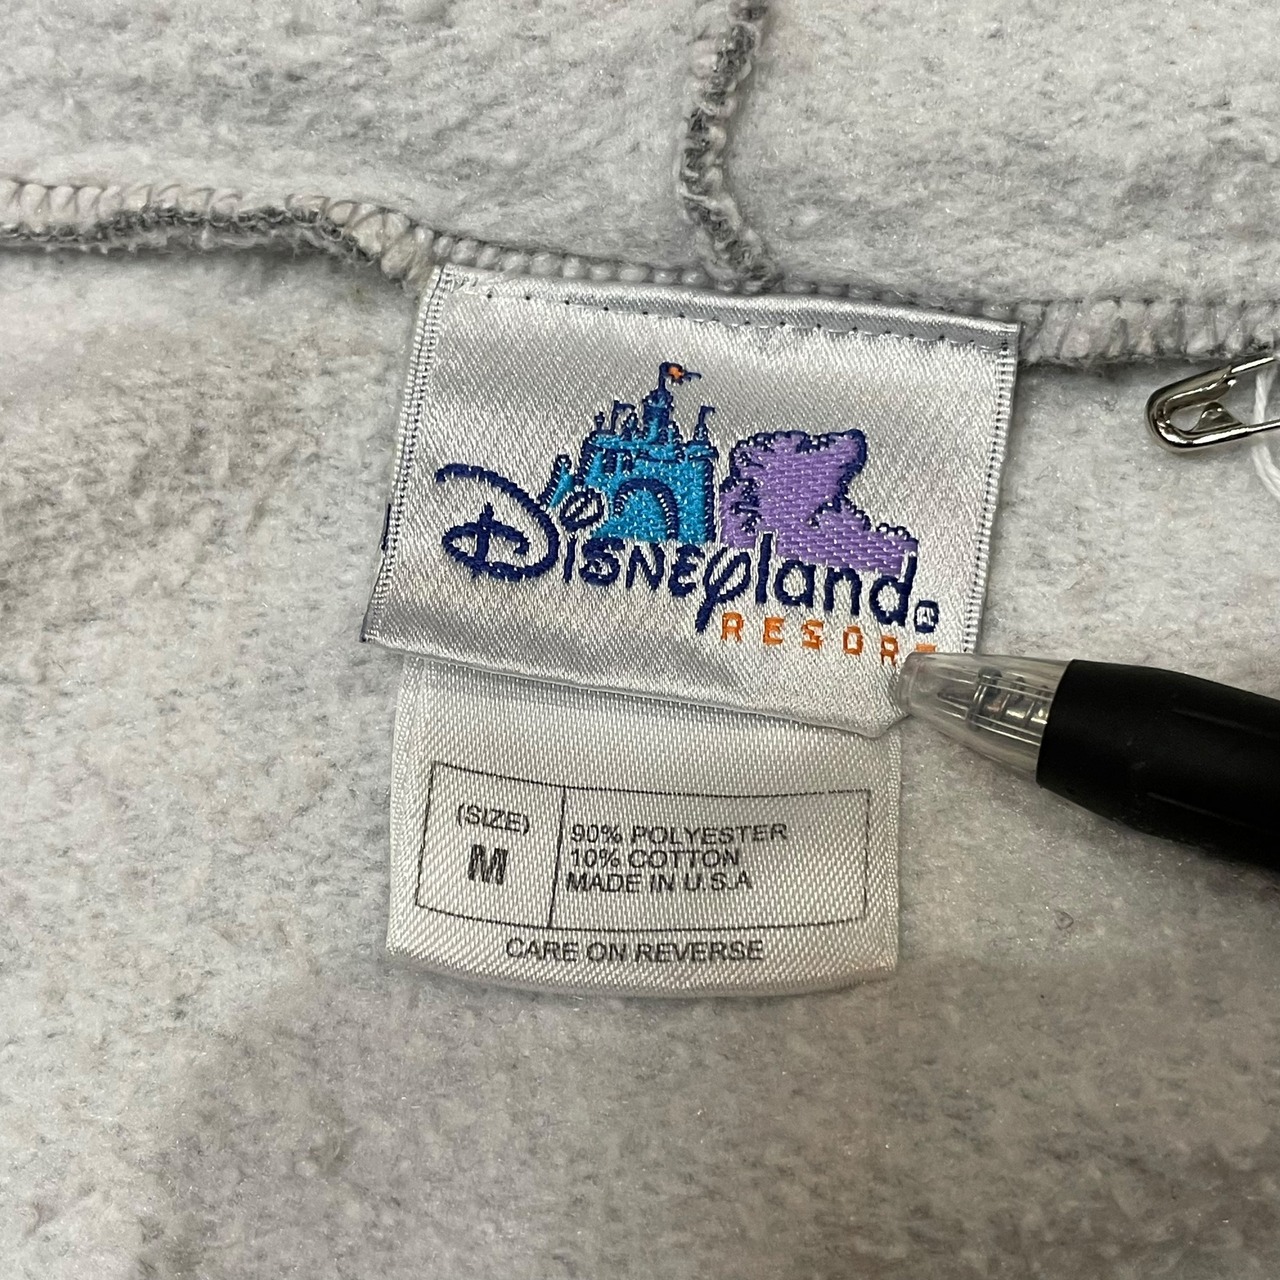 Disneyland®
RESORT
(SIZE)
M
90% POLYESTER
10% COTTON
MADE IN U.S.A
CARE ON REVERSE